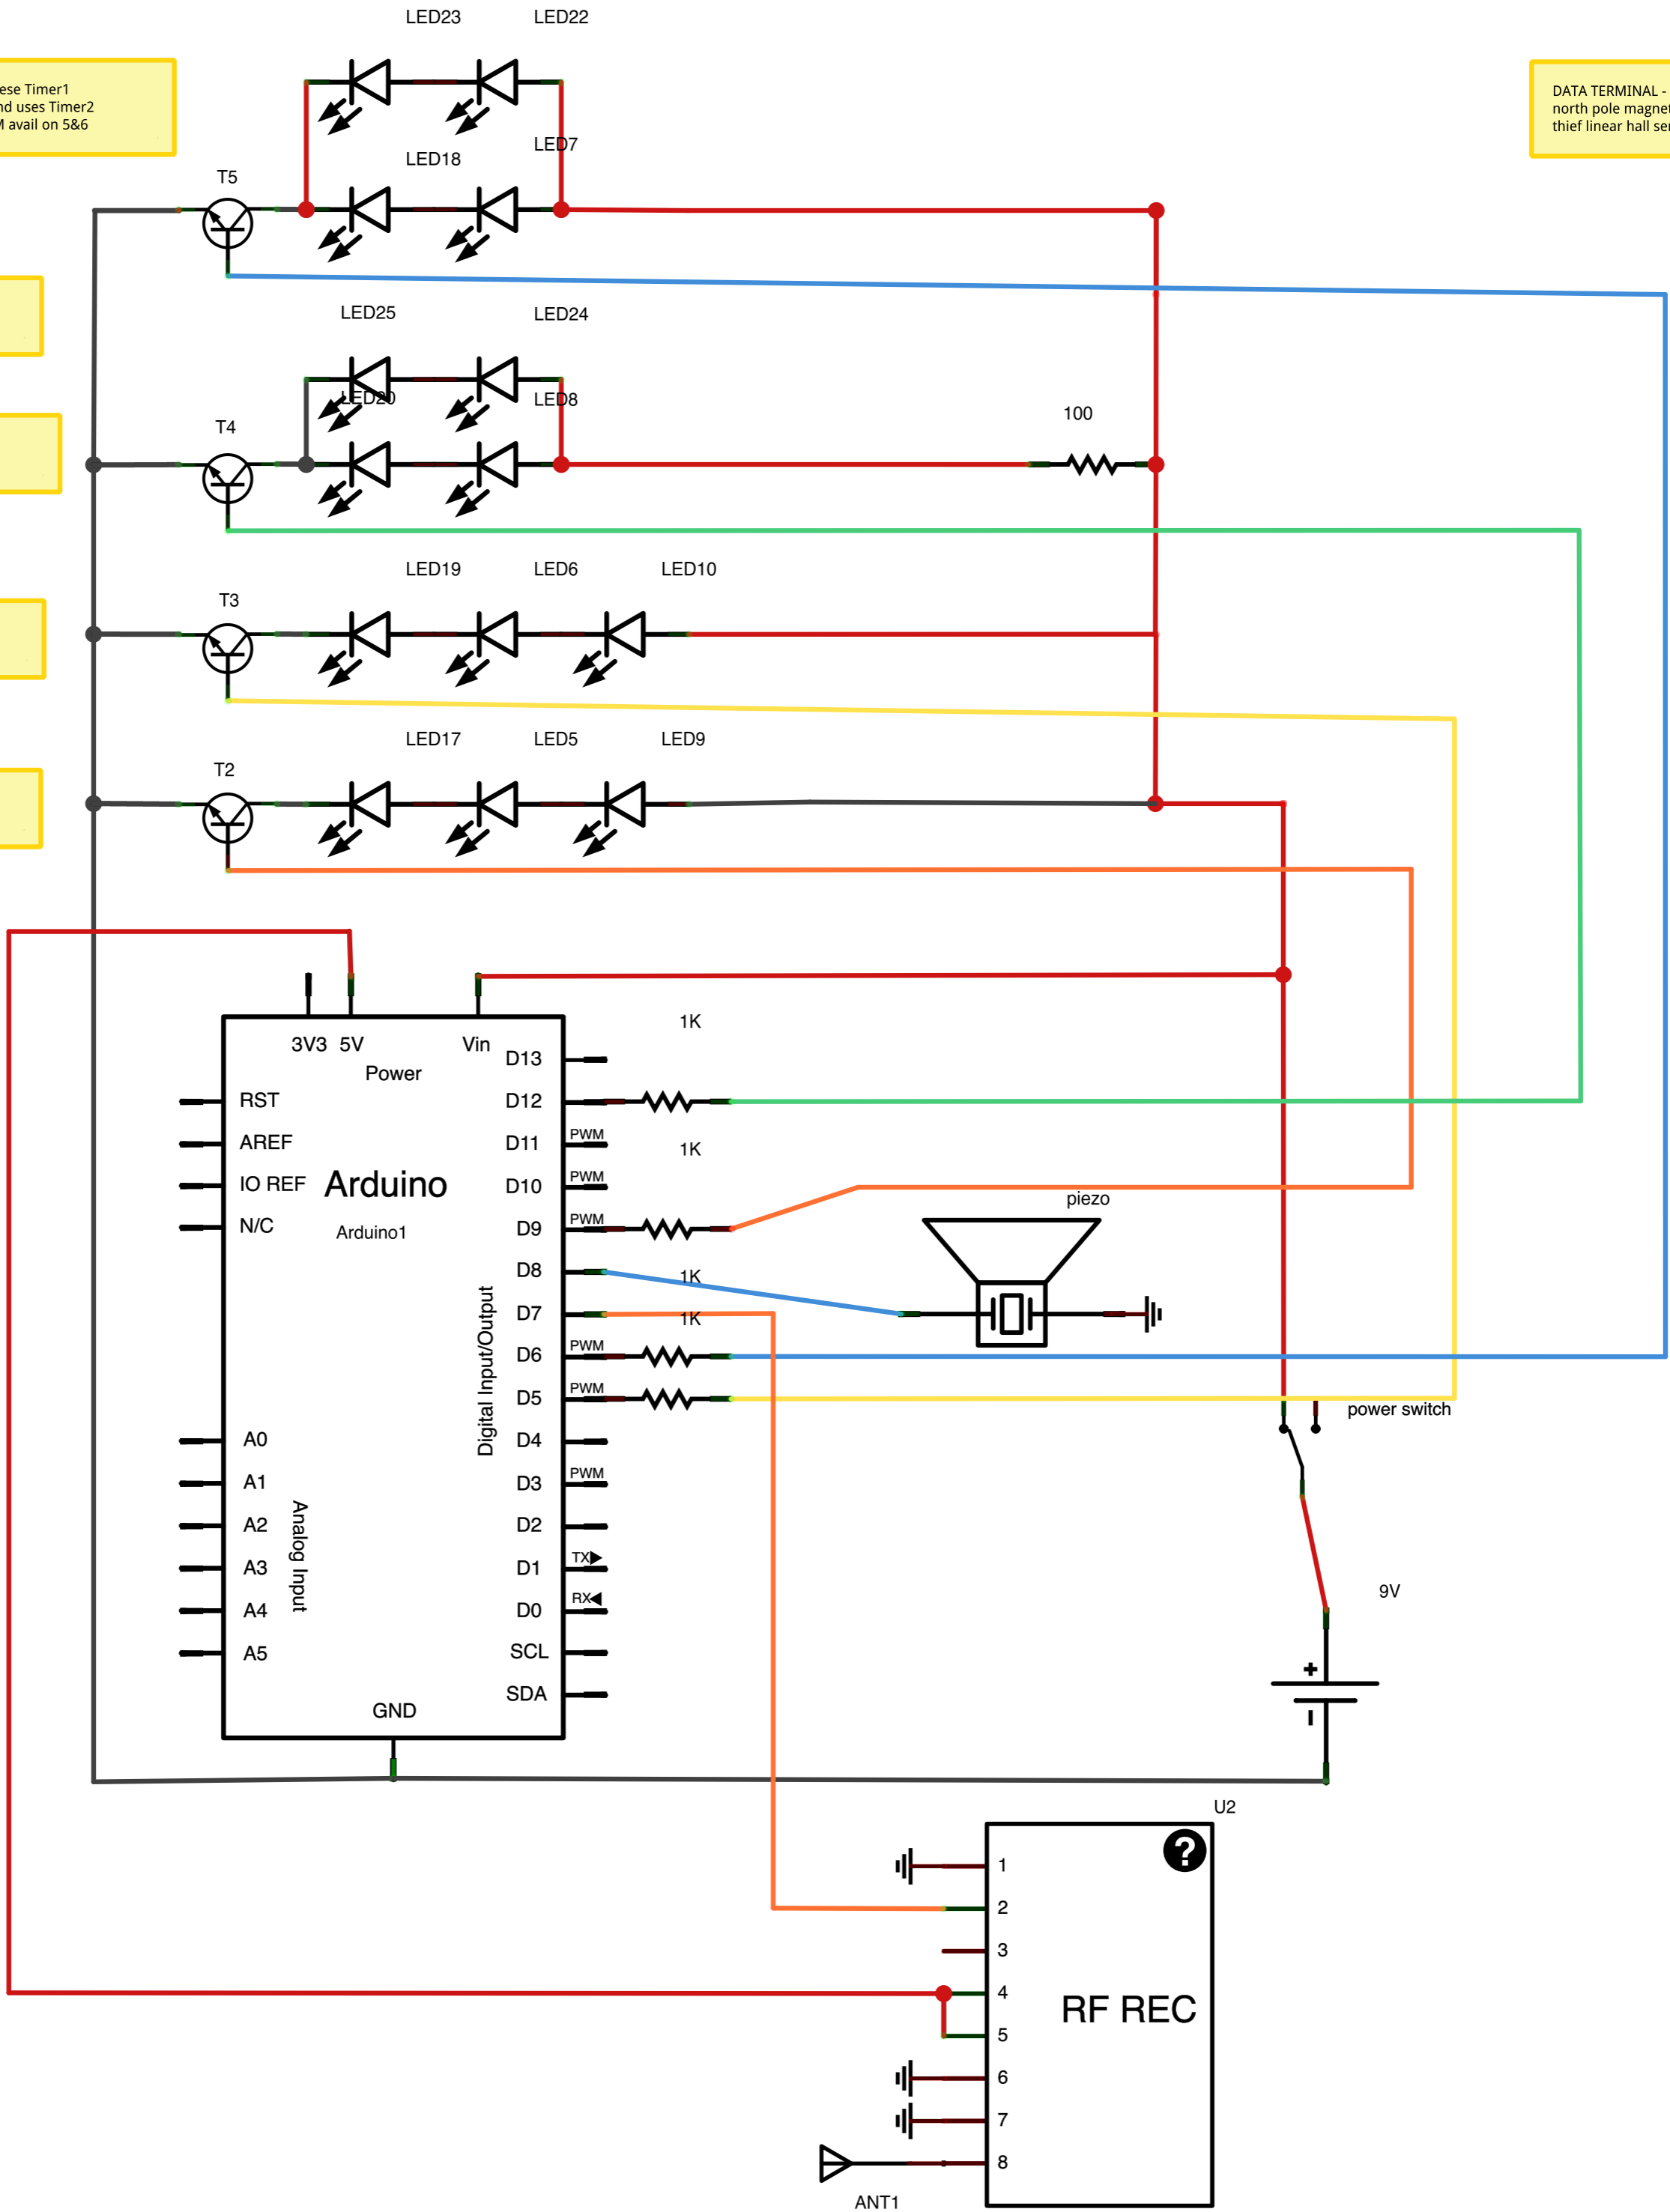 LED23
LED22
ese Timer1
nd uses Timer2
M avail on 5&6
DATA TERMINAL -
north pole magnet
thief linear hall ser
LED7
LED18
T5
LED25
LED24
LED20
LED8
100
T4
LED19
LED6
LED10
T3
LED17
LED5
LED9
T2
1K
3V3
5V
Vin
Power
D13
RST
D12
AREF
D11
PWM
1K
IO REF
Arduino
D10
PWM
piezo
N/C
Arduino1
D9
PWM
D8
1K
D7
1K
Digital Input/Output
D6
PWM
D5
PWM
power switch
A0
D4
A1
D3
PWM
Analog Input
A2
D2
A3
D1
TX
9V
A4
D0
RX
A5
SCL
+
SDA
GND
U2
?
1
2
3
4
RF REC
5
6
7
8
ANT1